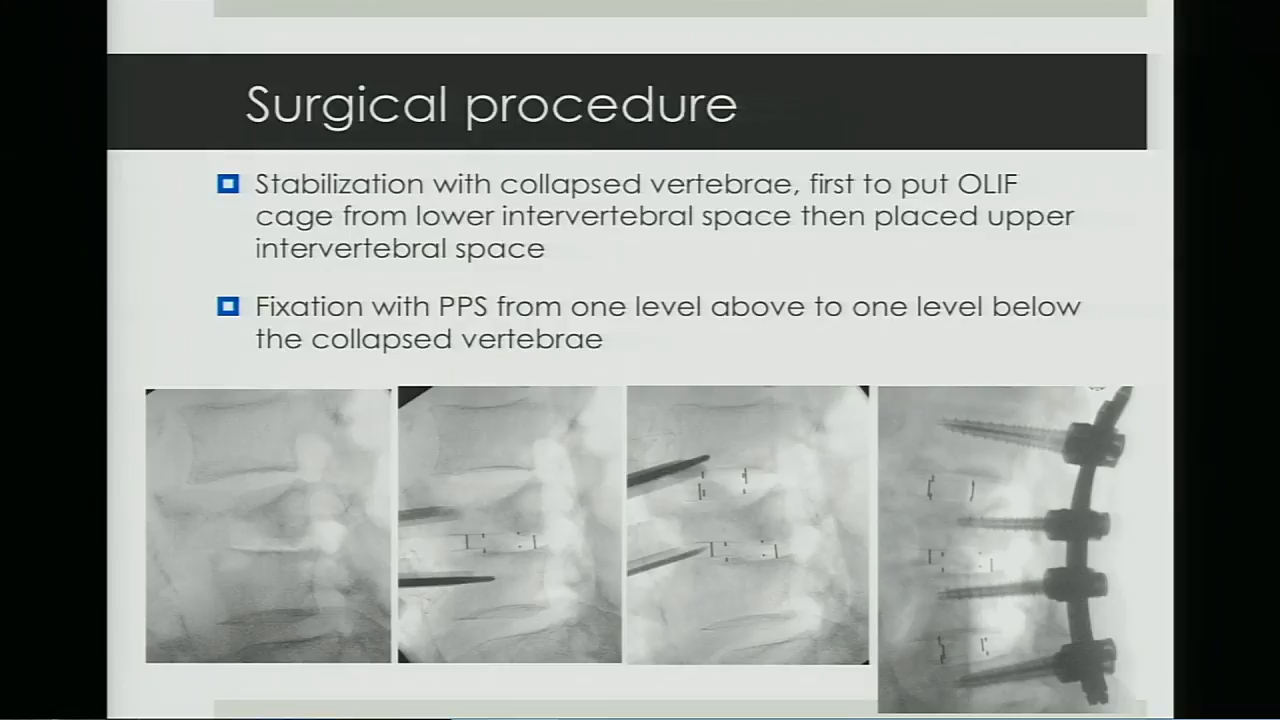 Surgical procedure
Stabilization with collapsed vertebrae, first to put OLIF
cage from lower intervertebral space then placed upper
intervertebral space
Fixation with PPS from one level above to one level below
the collapsed vertebrae